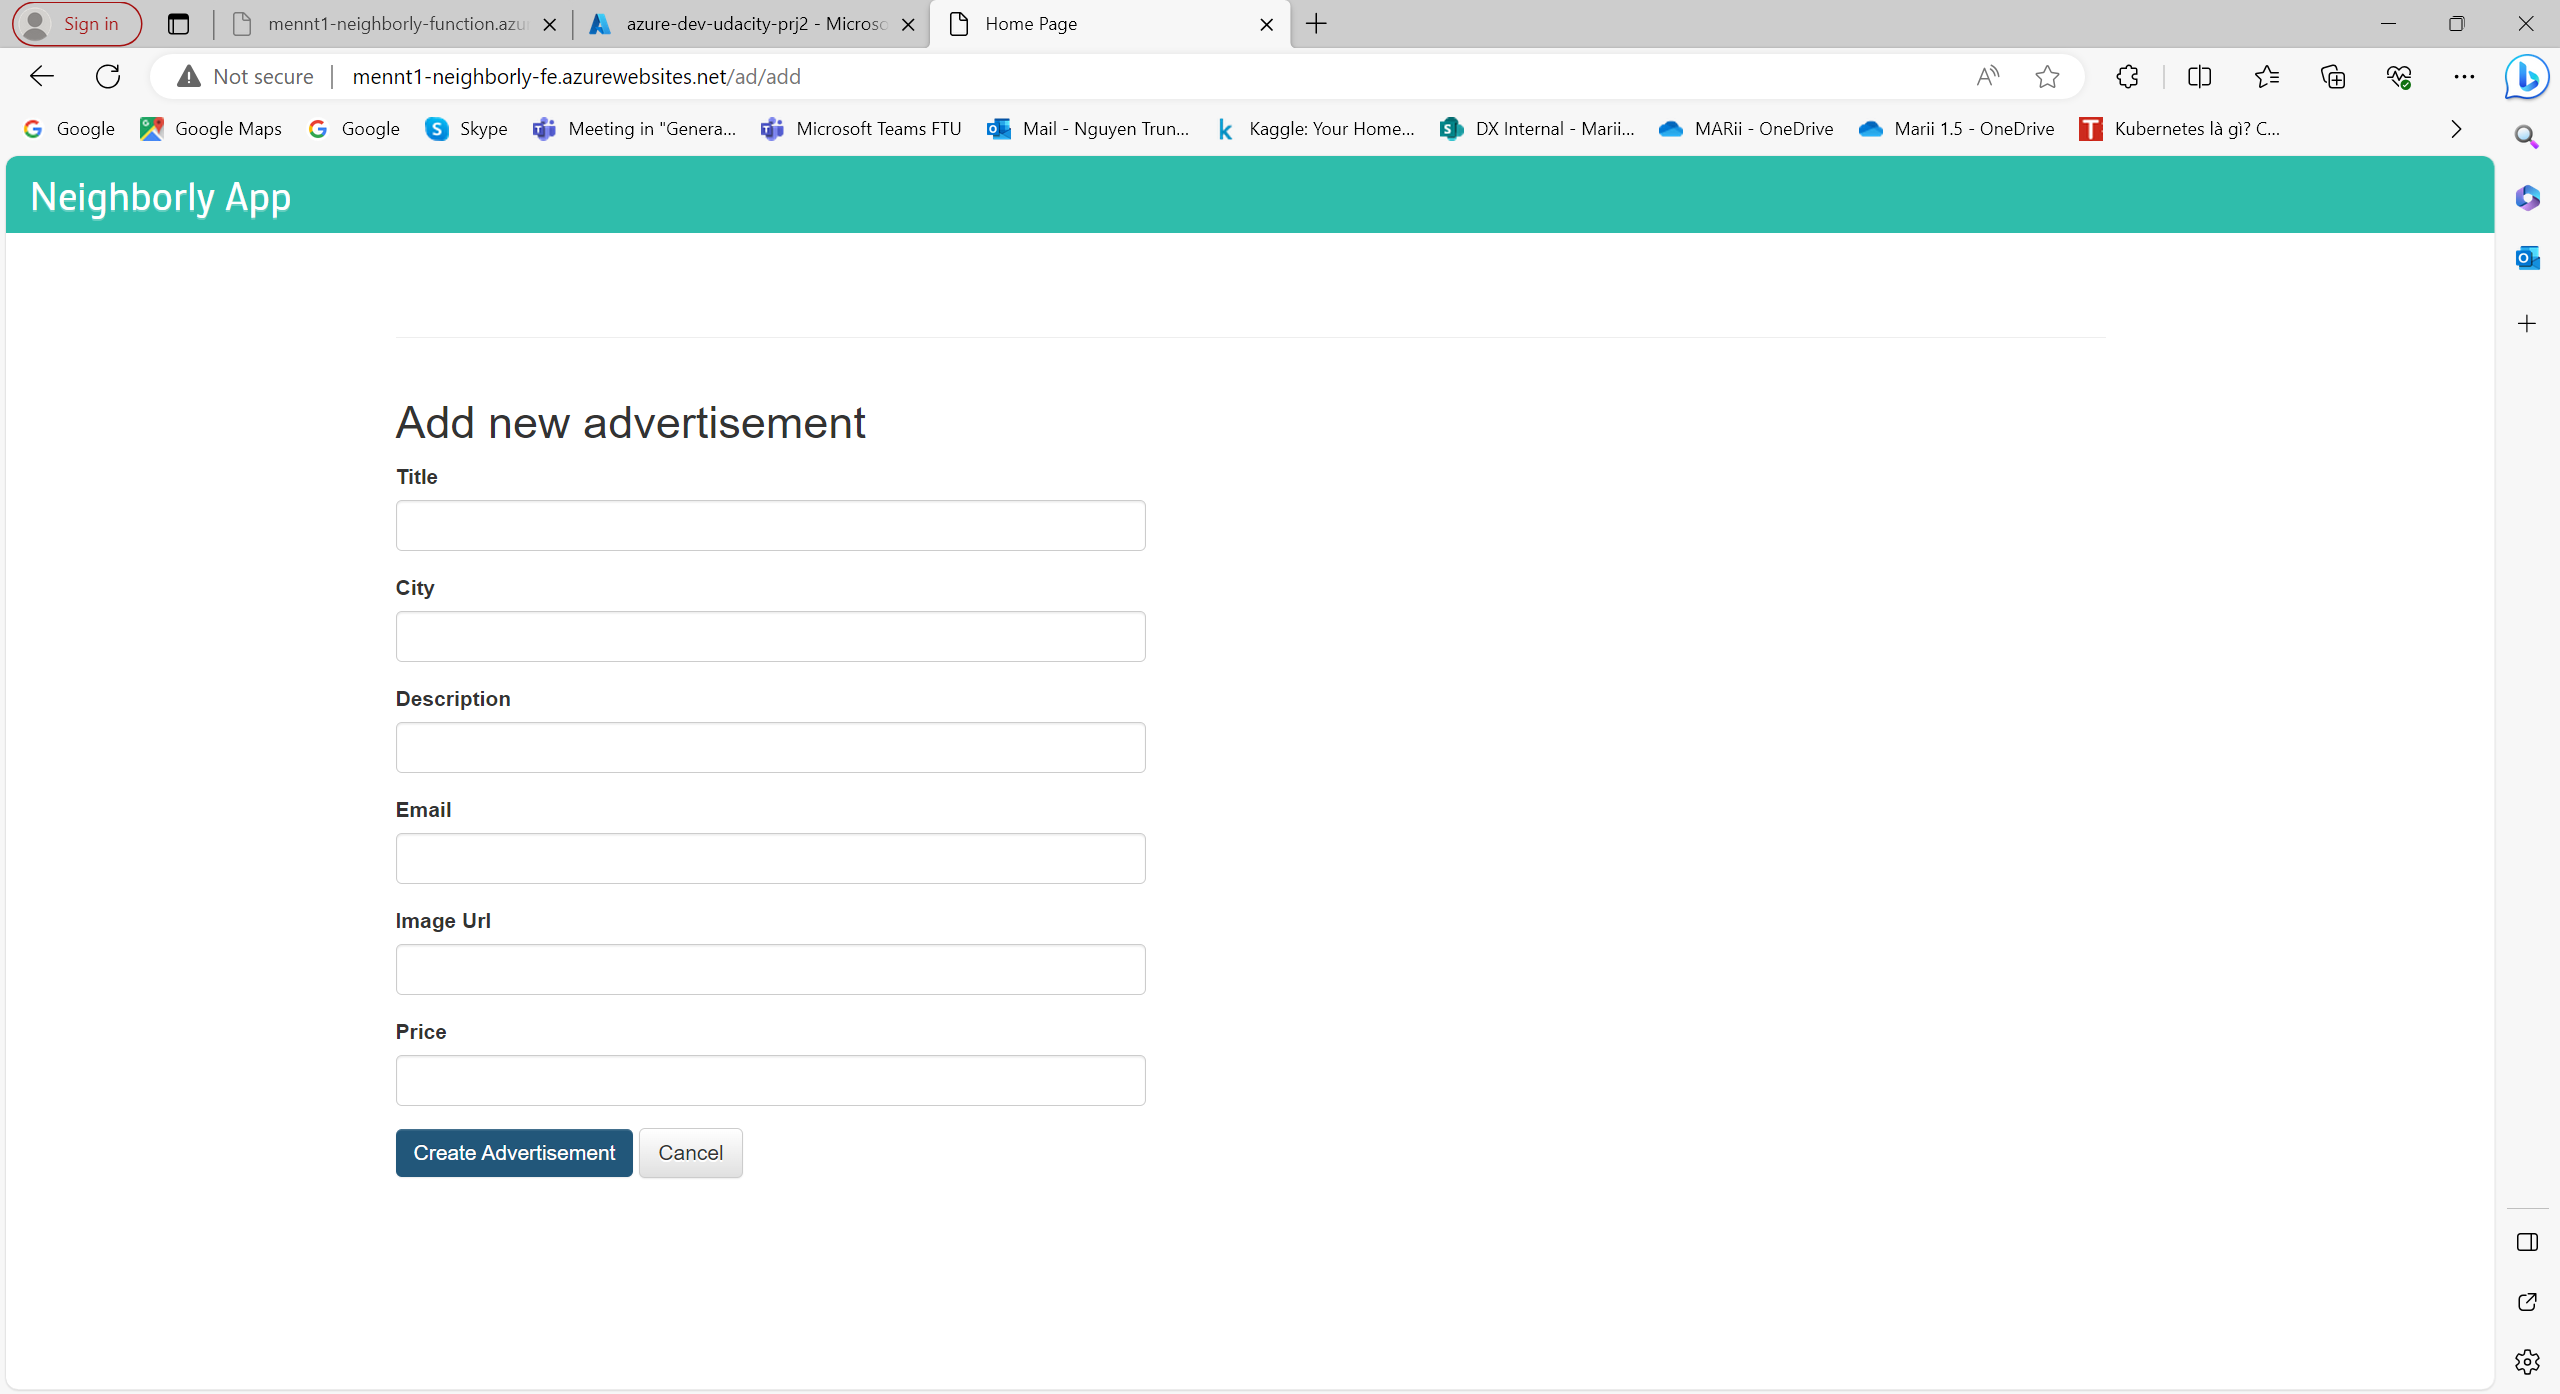 Sign in
mennt1-neighborly-function.azu
azure-dev-udacity-prj2 - Microso
Home Page
Not secure
mennt1-neighborly-fe.azurewebsites.net/ad/add
Google
Google Maps
Google
Skype
Meeting in "Genera...
Microsoft Teams FTU
Mail - Nguyen Trun...
Kaggle: Your Home...
DX Internal - Marii...
MARii - OneDrive
Marii 1.5 - OneDrive
Kubernetes là gì? C...
Neighborly App
Add new advertisement
Title
City
Description
Email
Image Url
Price
Create Advertisement
Cancel